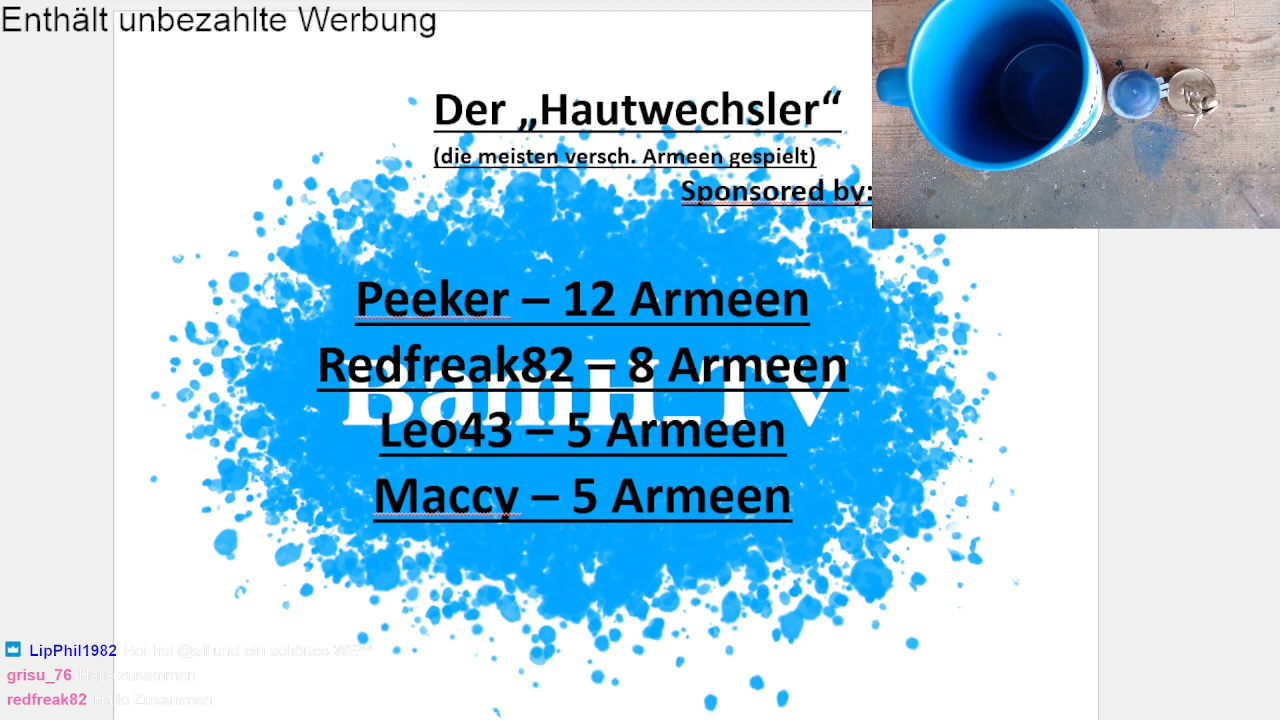 Enthält unbezahlte Werbung
Der „Hautwechsler“
(die meisten versch. Armeen gespielt)
Sponsored by:
Peeker – 12 Armeen
Redfreak82 – 8 Armeen
BamH_TV
Leo43 – 5 Armeen
Maccy – 5 Armeen
LipPhil1982 Hoi hoi @all und ein schönes WE^^
grisu_76 Hallo zusammen
redfreak82 Hallo Zusammen